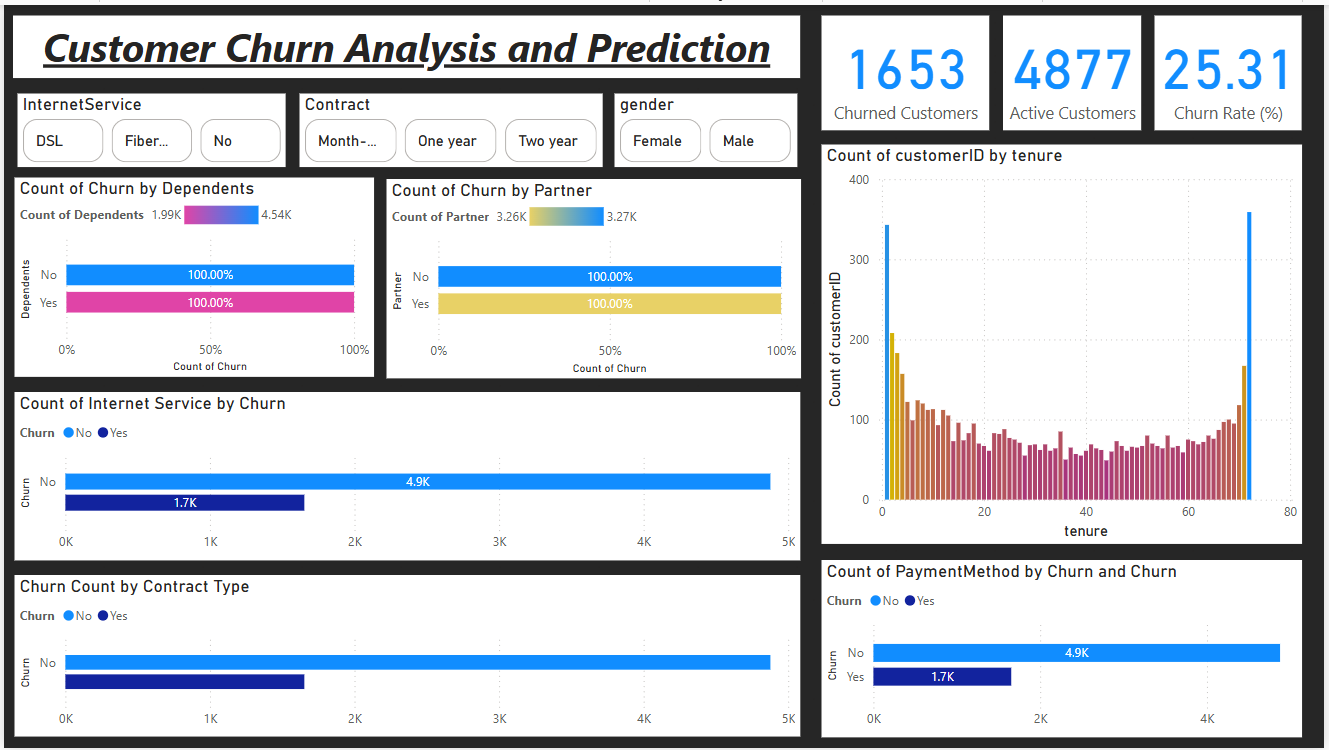 Customer Churn Analysis and Prediction
1653
Churned Customers
4877
Active Customers
25.31
Churn Rate (%)
InternetService
DSL
Fiber...
No
Contract
Month-...
One year
Two year
gender
Female
Male
Count of Churn by Dependents
Count of Dependents 1.99K 4.54K
Dependents
No
100.00%
Yes
100.00%
0% 50% 100%
Count of Churn
Count of Churn by Partner
Count of Partner 3.26K 3.27K
Partner
No
100.00%
Yes
100.00%
0% 50% 100%
Count of Churn
Count of customerID by tenure
Count of customerID
400
300
200
100
0
0 20 40 60 80
tenure
Count of Internet Service by Churn
Churn No Yes
Churn
No
4.9K
1.7K
0K 1K 2K 3K 4K 5K
Churn Count by Contract Type
Churn No Yes
Churn
No
0K 1K 2K 3K 4K 5K
Count of PaymentMethod by Churn and Churn
Churn No Yes
Churn
No
4.9K
Yes
1.7K
0K 2K 4K